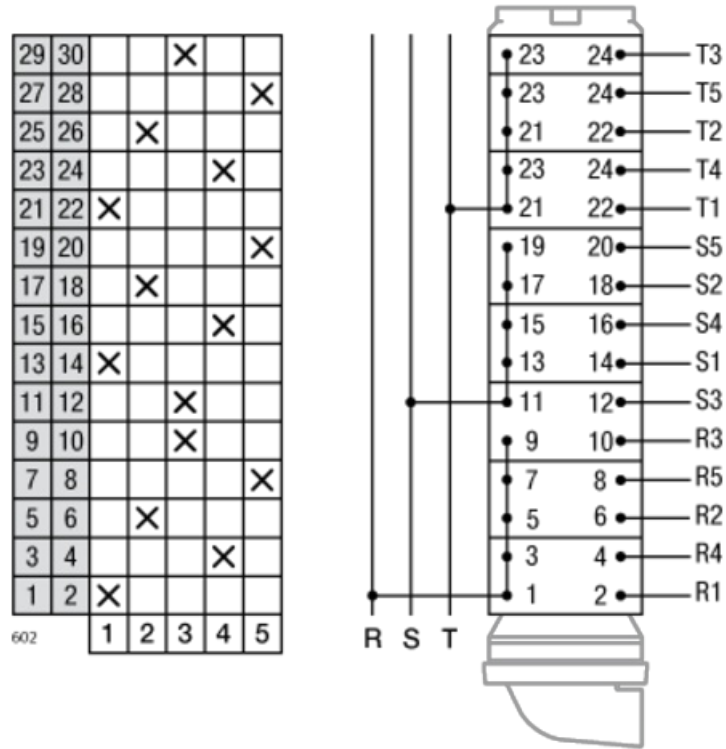 29 30 23 24 T3
27 28 23 24 T5
25 26 21 22 T2
23 24 23 24 T4
21 22 21 22 T1
19 20 19 20 S5
17 18 17 18 S2
15 16 15 16 S4
13 14 13 14 S1
11 12 11 12 S3
9 10 9 10 R3
7 8 7 8 R5
5 6 5 6 R2
3 4 3 4 R4
1 2 1 2 R1
602 1 2 3 4 5 R S T